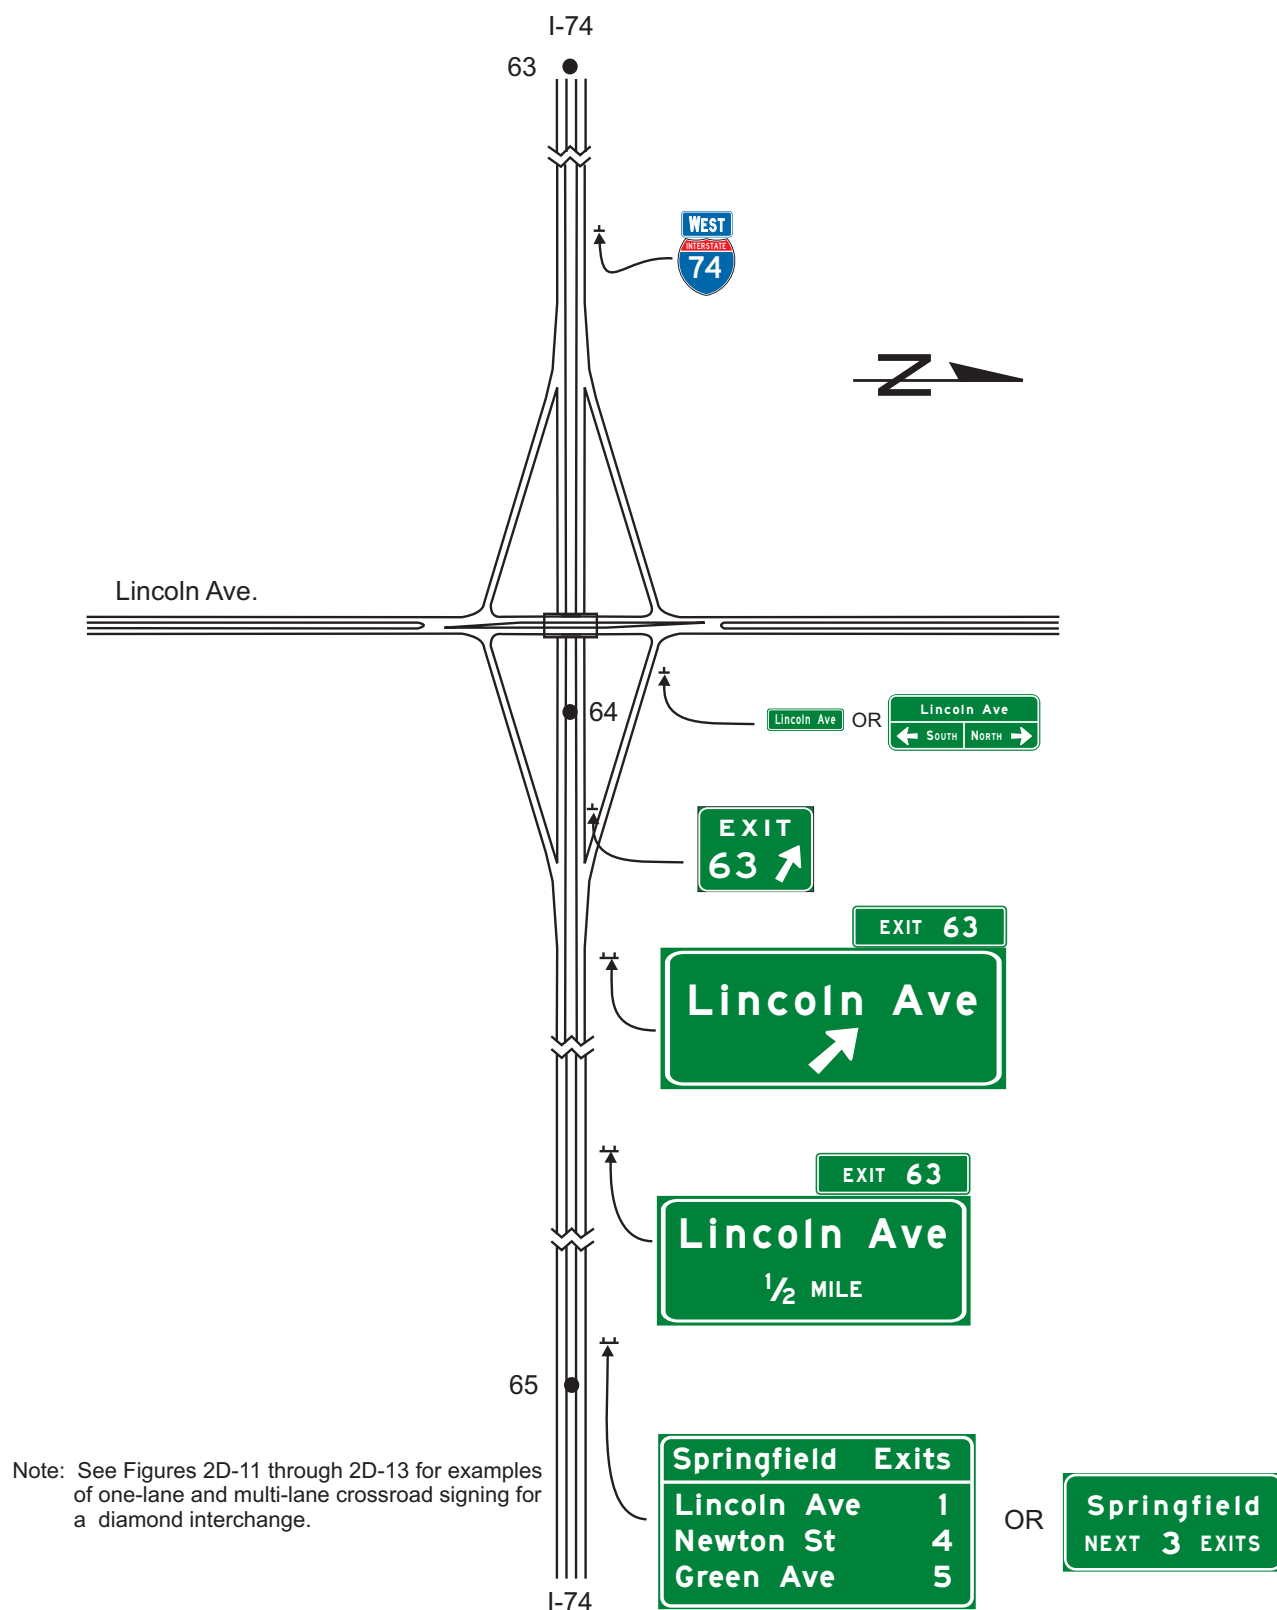 I-74
63
WEST
INTERSTATE
74
N
Lincoln Ave.
64
Lincoln Ave
OR
Lincoln Ave
SOUTH
NORTH
EXIT
63
EXIT 63
Lincoln Ave
EXIT 63
Lincoln Ave
1/2 MILE
65
Springfield Exits
Lincoln Ave 1
Newton St 4
Green Ave 5
OR
Springfield
NEXT 3 EXITS
Note: See Figures 2D-11 through 2D-13 for examples
of one-lane and multi-lane crossroad signing for
a diamond interchange.
I-74